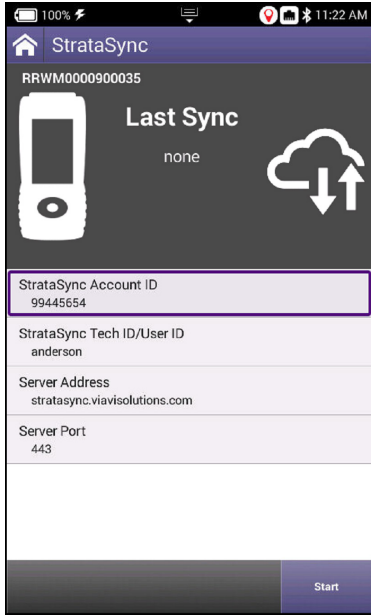 100% 11:22 AM
StrataSync
RRWM0000900035
Last Sync
none
StrataSync Account ID
99445654
StrataSync Tech ID/User ID
anderson
Server Address
stratasync.viavisolutions.com
Server Port
443
Start